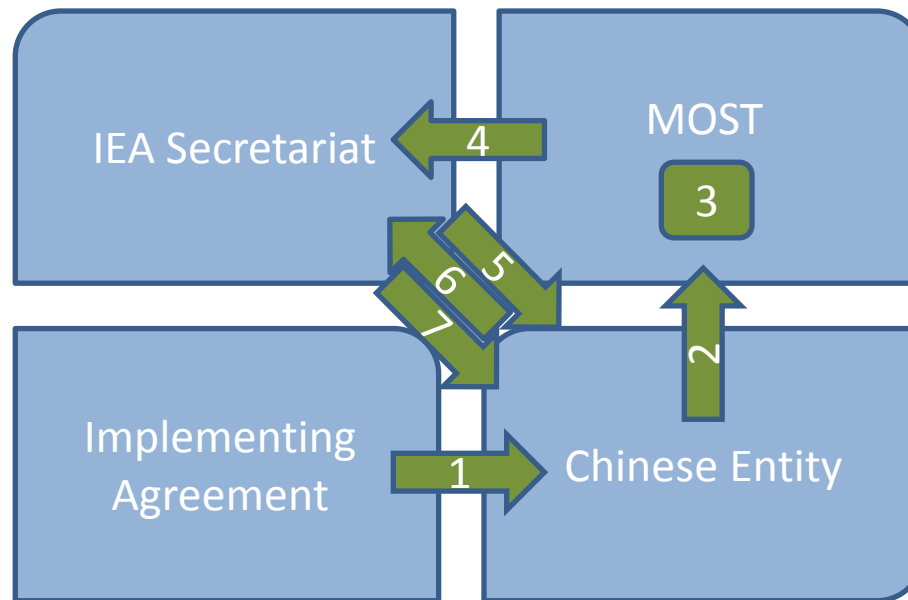 IEA Secretariat
4
MOST
3
5
6
7
2
Implementing
Agreement
1
Chinese Entity